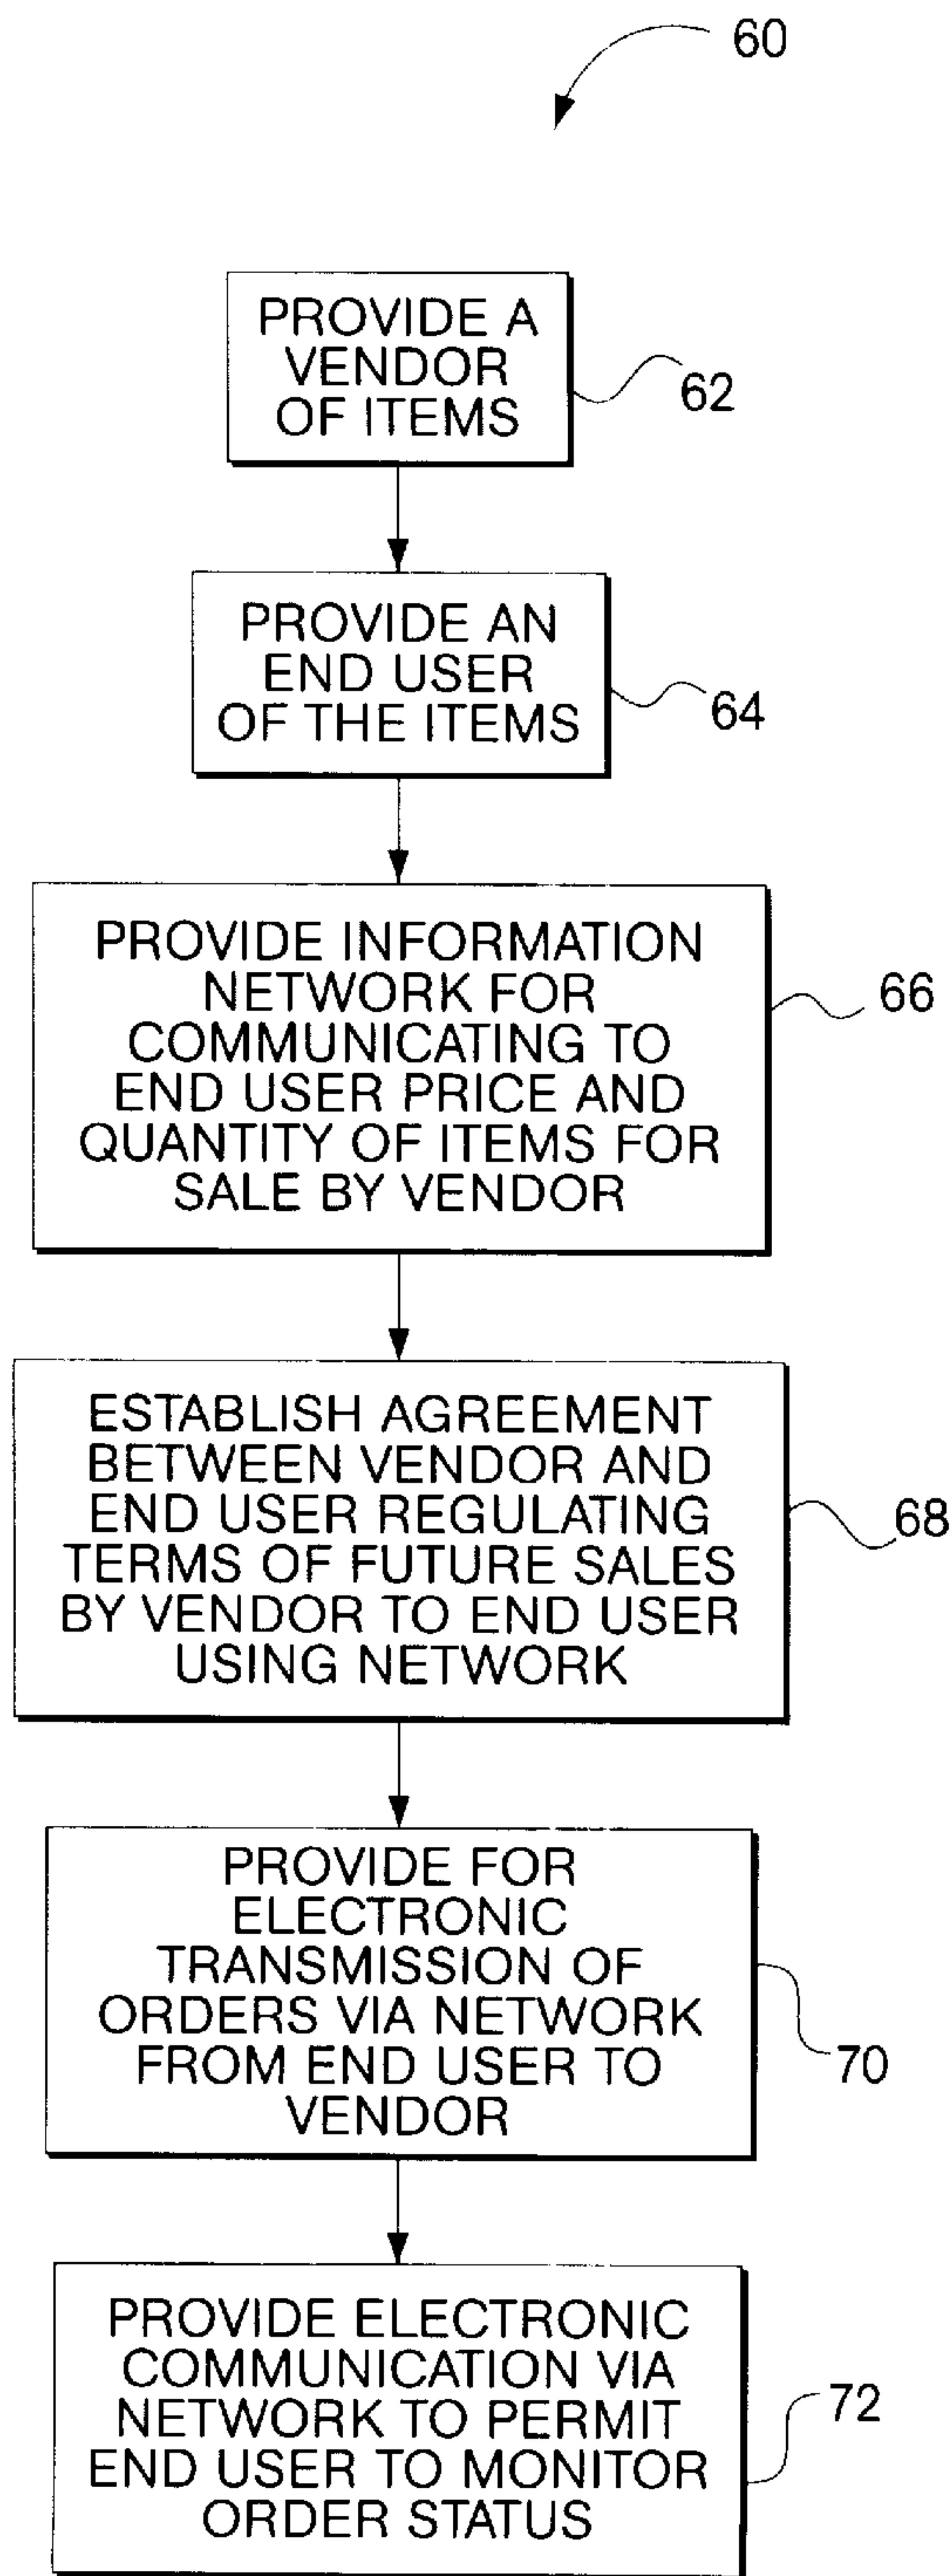 60
PROVIDE A
VENDOR
OF ITEMS
62
PROVIDE AN
END USER
OF THE ITEMS
64
PROVIDE INFORMATION
NETWORK FOR
COMMUNICATING TO
END USER PRICE AND
QUANTITY OF ITEMS FOR
SALE BY VENDOR
66
ESTABLISH AGREEMENT
BETWEEN VENDOR AND
END USER REGULATING
TERMS OF FUTURE SALES
BY VENDOR TO END USER
USING NETWORK
68
PROVIDE FOR
ELECTRONIC
TRANSMISSION OF
ORDERS VIA NETWORK
FROM END USER TO
VENDOR
70
PROVIDE ELECTRONIC
COMMUNICATION VIA
NETWORK TO PERMIT
END USER TO MONITOR
ORDER STATUS
72